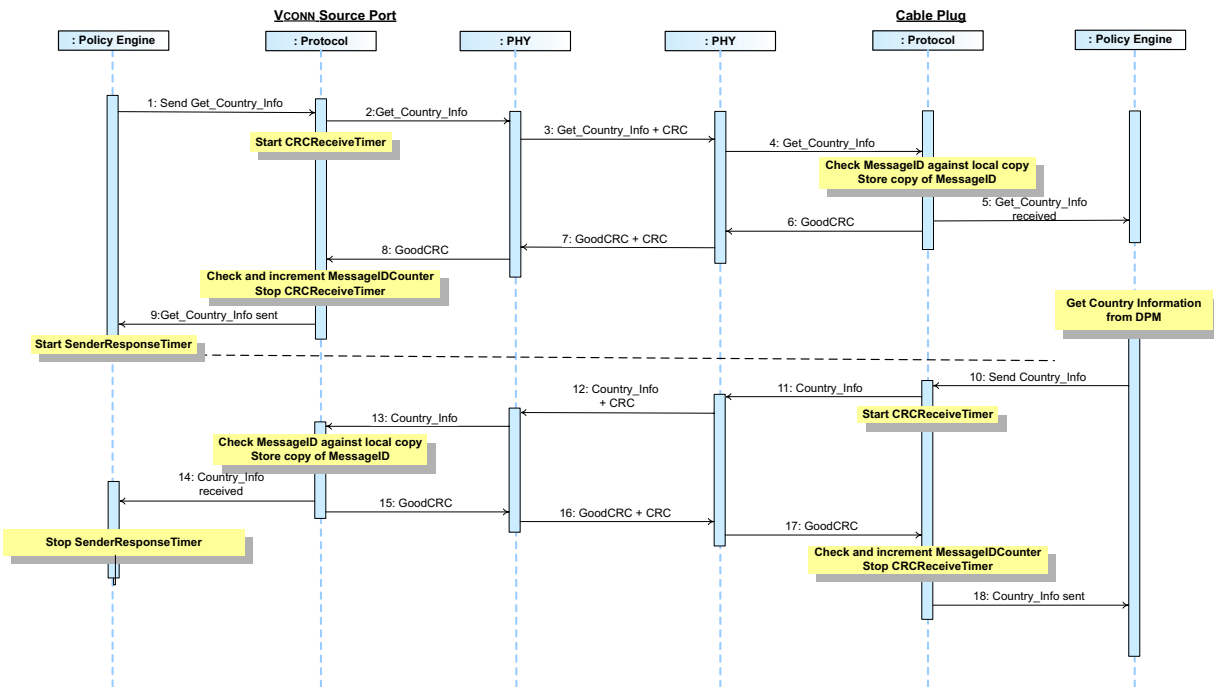 VCONN Source Port
Cable Plug
: Policy Engine
: Protocol
: PHY
: PHY
: Protocol
: Policy Engine
1: Send Get_Country_Info
2:Get_Country_Info
Start CRCReceiveTimer
3: Get_Country_Info + CRC
4: Get_Country_Info
Check MessageID against local copy
Store copy of MessageID
5: Get_Country_Info
received
6: GoodCRC
7: GoodCRC + CRC
8: GoodCRC
Check and increment MessageIDCounter
Stop CRCReceiveTimer
9:Get_Country_Info sent
Start SenderResponseTimer
Get Country Information
from DPM
10: Send Country_Info
11: Country_Info
Start CRCReceiveTimer
12: Country_Info
+ CRC
13: Country_Info
Check MessageID against local copy
Store copy of MessageID
14: Country_Info
received
15: GoodCRC
16: GoodCRC + CRC
17: GoodCRC
Stop SenderResponseTimer
Check and increment MessageIDCounter
Stop CRCReceiveTimer
18: Country_Info sent